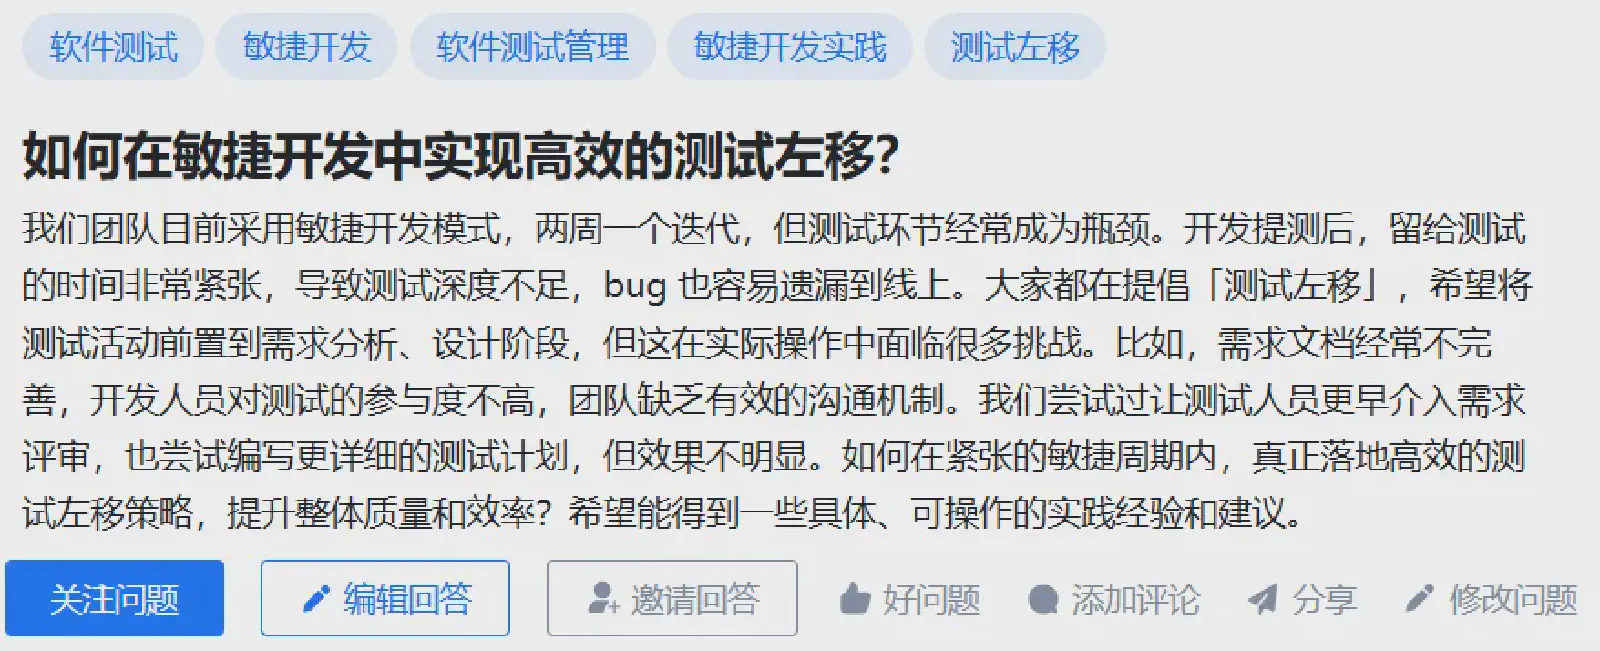 软件测试 敏捷开发 软件测试管理 敏捷开发实践 测试左移
如何在敏捷开发中实现高效的测试左移？
我们团队目前采用敏捷开发模式，两周一个迭代，但测试环节经常成为瓶颈。开发提测后，留给测试
的时间非常紧张，导致测试深度不足，bug 也容易遗漏到线上。大家都在提倡「测试左移」，希望将
测试活动前置到需求分析、设计阶段，但这在实际操作中面临很多挑战。比如，需求文档经常不完
善，开发人员对测试的参与度不高，团队缺乏有效的沟通机制。我们尝试过让测试人员更早介入需求
评审，也尝试编写更详细的测试计划，但效果不明显。如何在紧张的敏捷周期内，真正落地高效的测
试左移策略，提升整体质量和效率？希望能得到一些具体、可操作的实践经验和建议。
关注问题 编辑回答 邀请回答 好问题 添加评论 分享 修改问题